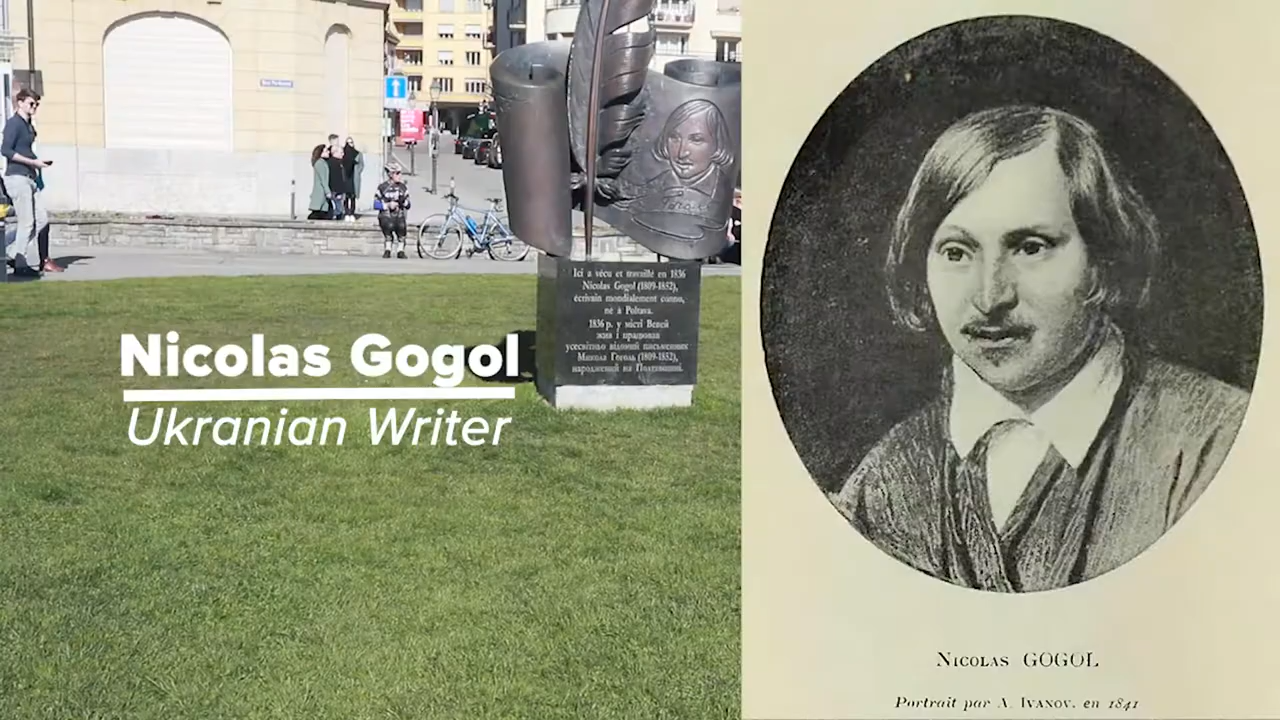 Ici a vécu et travaillé en 1836
Nicolas Gogol (1809-1852),
écrivain mondialement connu,
né à Poltava.
1836 р. у місті Вевей
жив і працював
усесвітньо відомий письменник
Микола Гоголь (1809-1852),
народжений на Полтавщині.
Nicolas Gogol
Ukranian Writer
Nicolas GOGOL
Portrait par A. Ivanov. en 1841